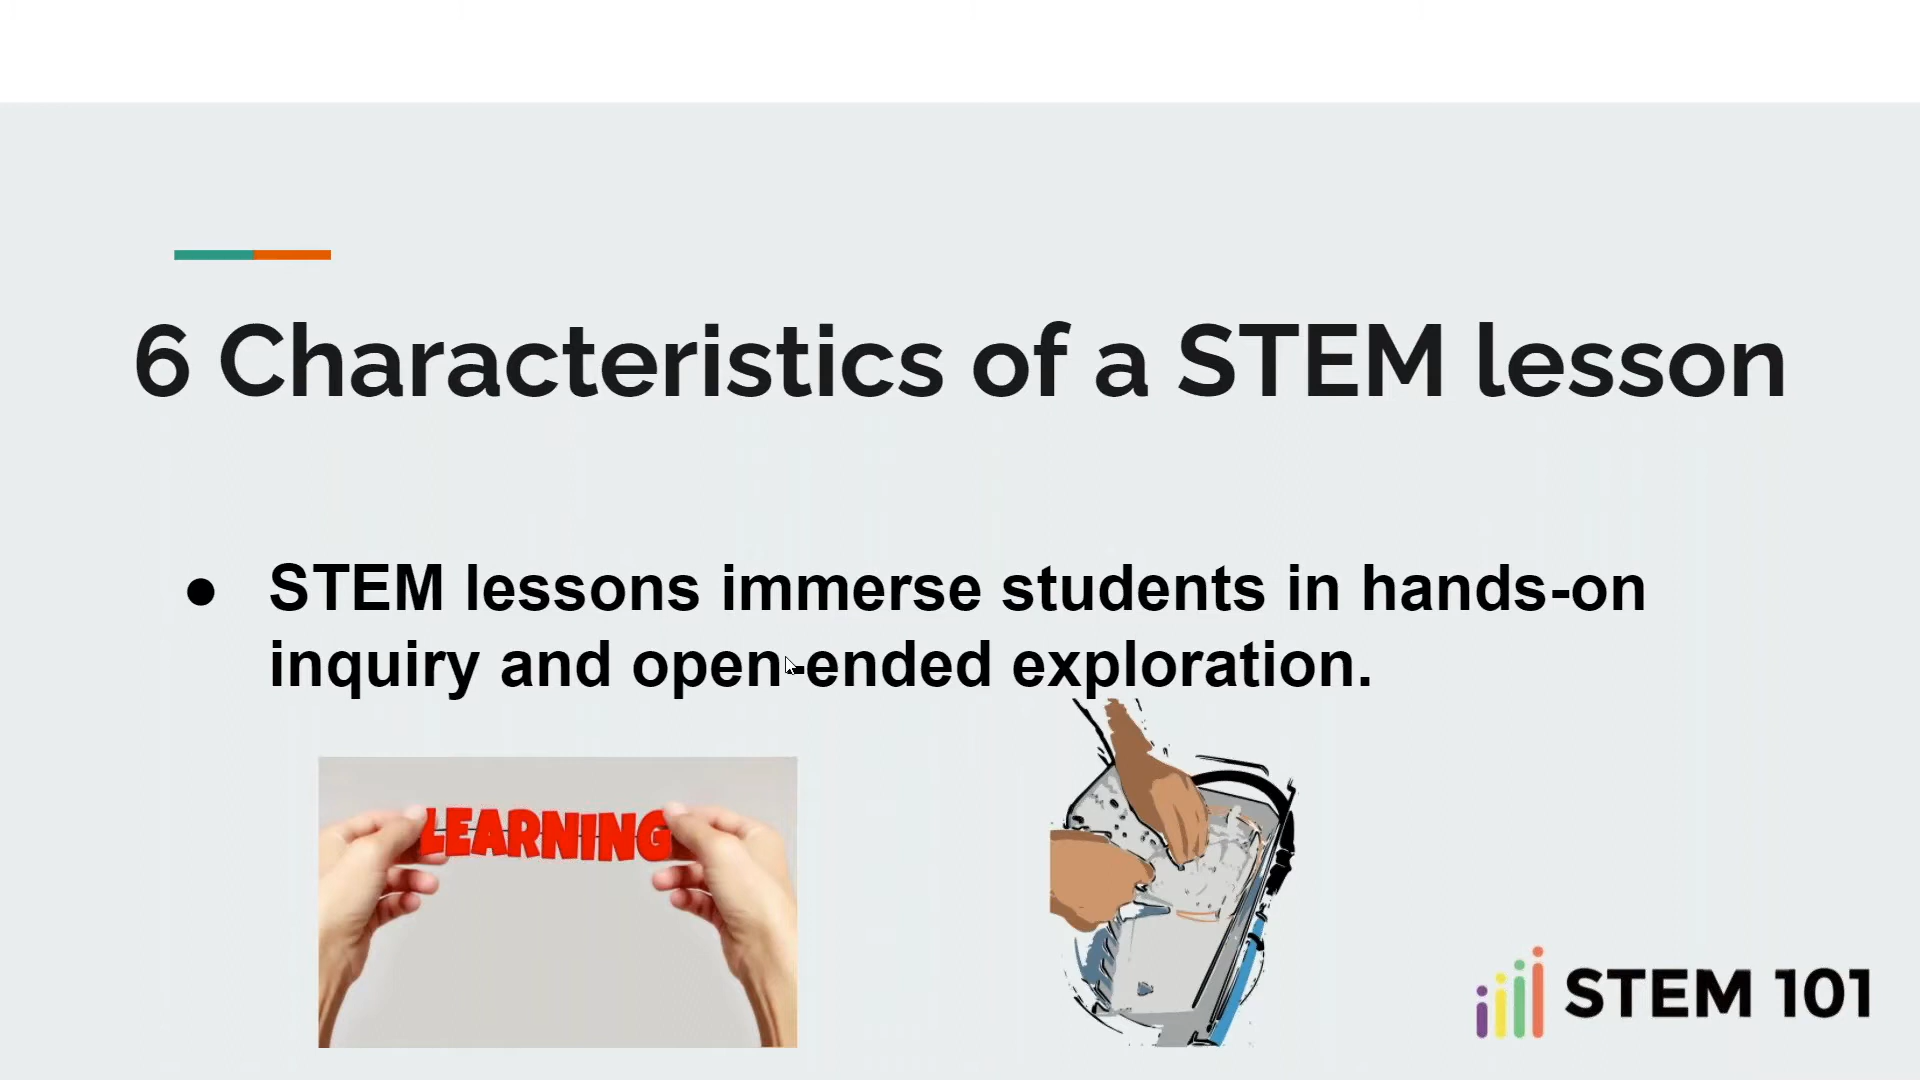 6 Characteristics of a STEM lesson
● STEM lessons immerse students in hands-on
inquiry and open-ended exploration.
LEARNING
STEM 101